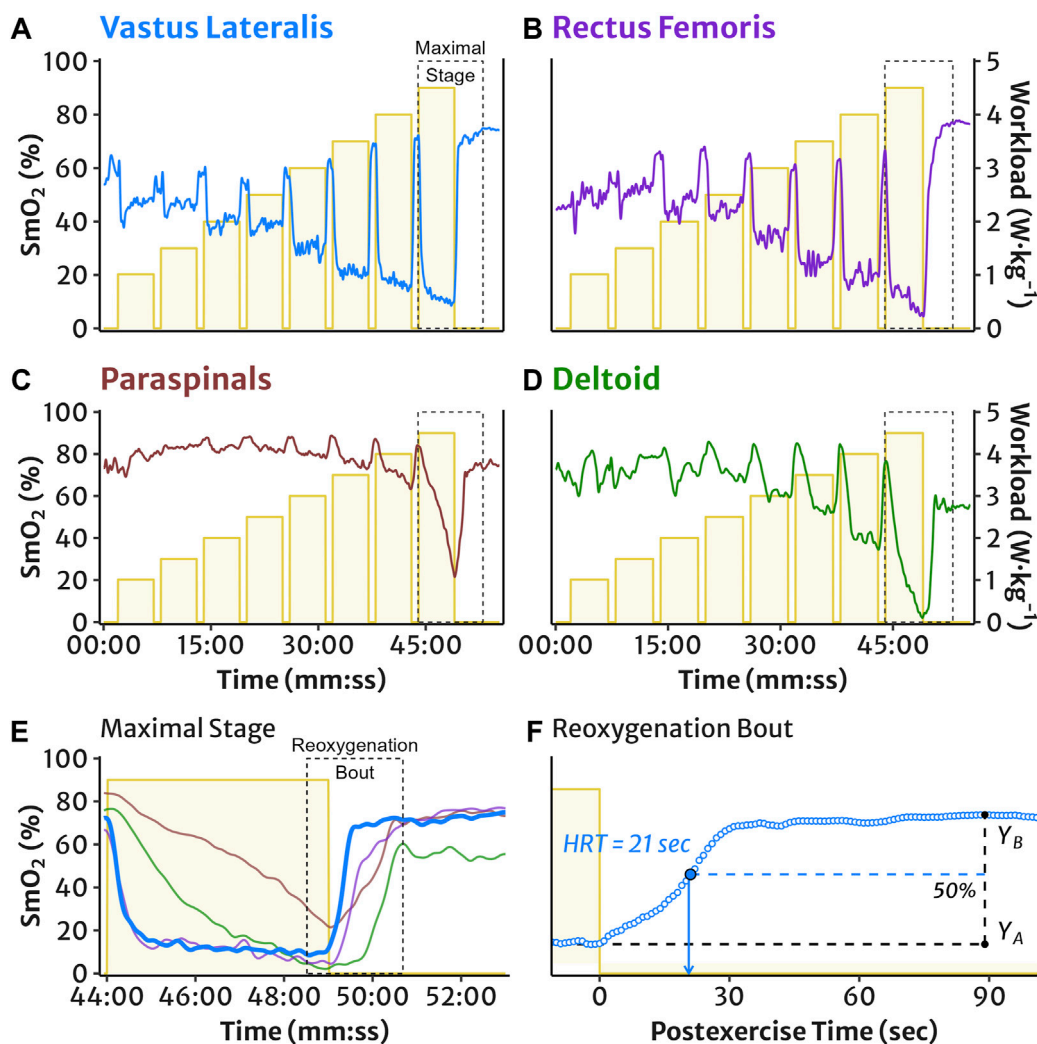 A Vastus Lateralis
B Rectus Femoris
Maximal
Stage
100
80
60
40
20
0
SmO₂ (%)
5
4
3
2
1
0
Workload (W·kg⁻¹)
C Paraspinals
D Deltoid
100
80
60
40
20
0
SmO₂ (%)
5
4
3
2
1
0
Workload (W·kg⁻¹)
00:00 15:00 30:00 45:00
Time (mm:ss)
00:00 15:00 30:00 45:00
Time (mm:ss)
E Maximal Stage
Reoxygenation
Bout
100
80
60
40
20
0
SmO₂ (%)
44:00 46:00 48:00 50:00 52:00
Time (mm:ss)
F Reoxygenation Bout
HRT = 21 sec
Y_B
50%
Y_A
0 30 60 90
Postexercise Time (sec)